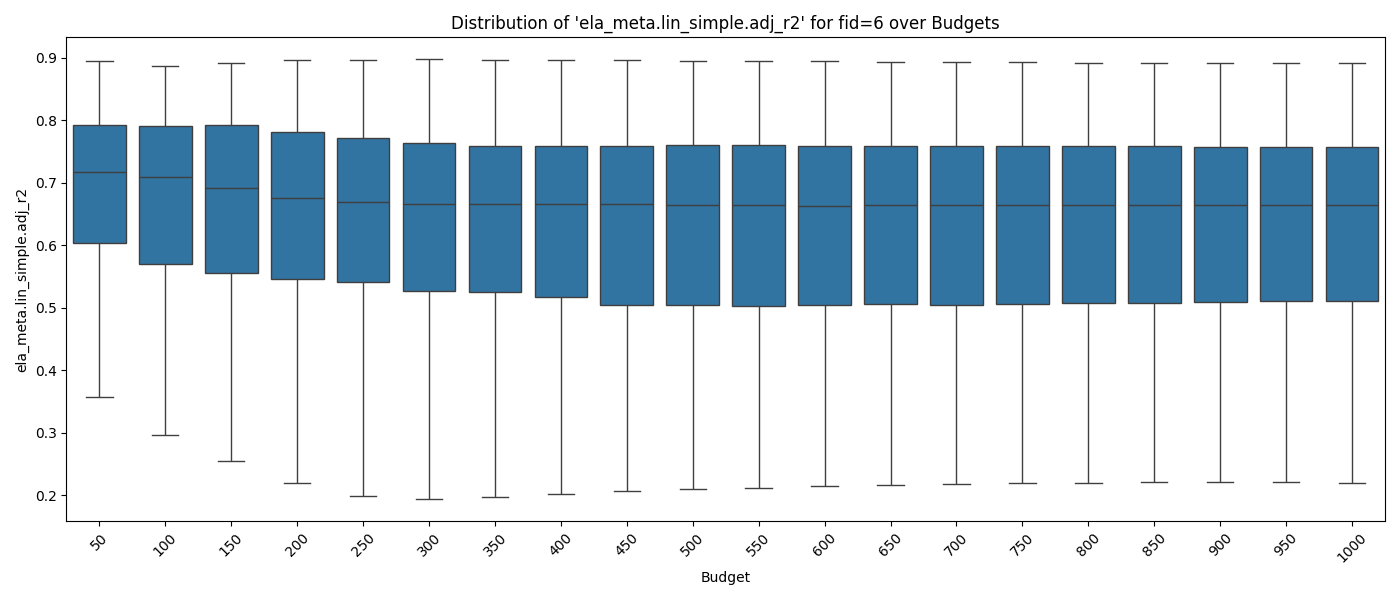 Distribution of 'ela_meta.lin_simple.adj_r2' for fid=6 over Budgets
ela_meta.lin_simple.adj_r2
0.9
0.8
0.7
0.6
0.5
0.4
0.3
0.2
50 100 150 200 250 300 350 400 450 500 550 600 650 700 750 800 850 900 950 1000
Budget